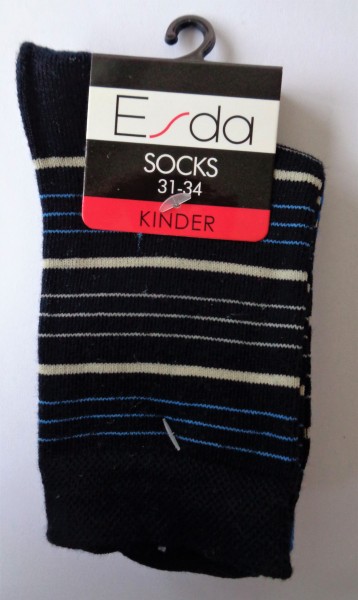 Esda
SOCKS
31-34
KINDER